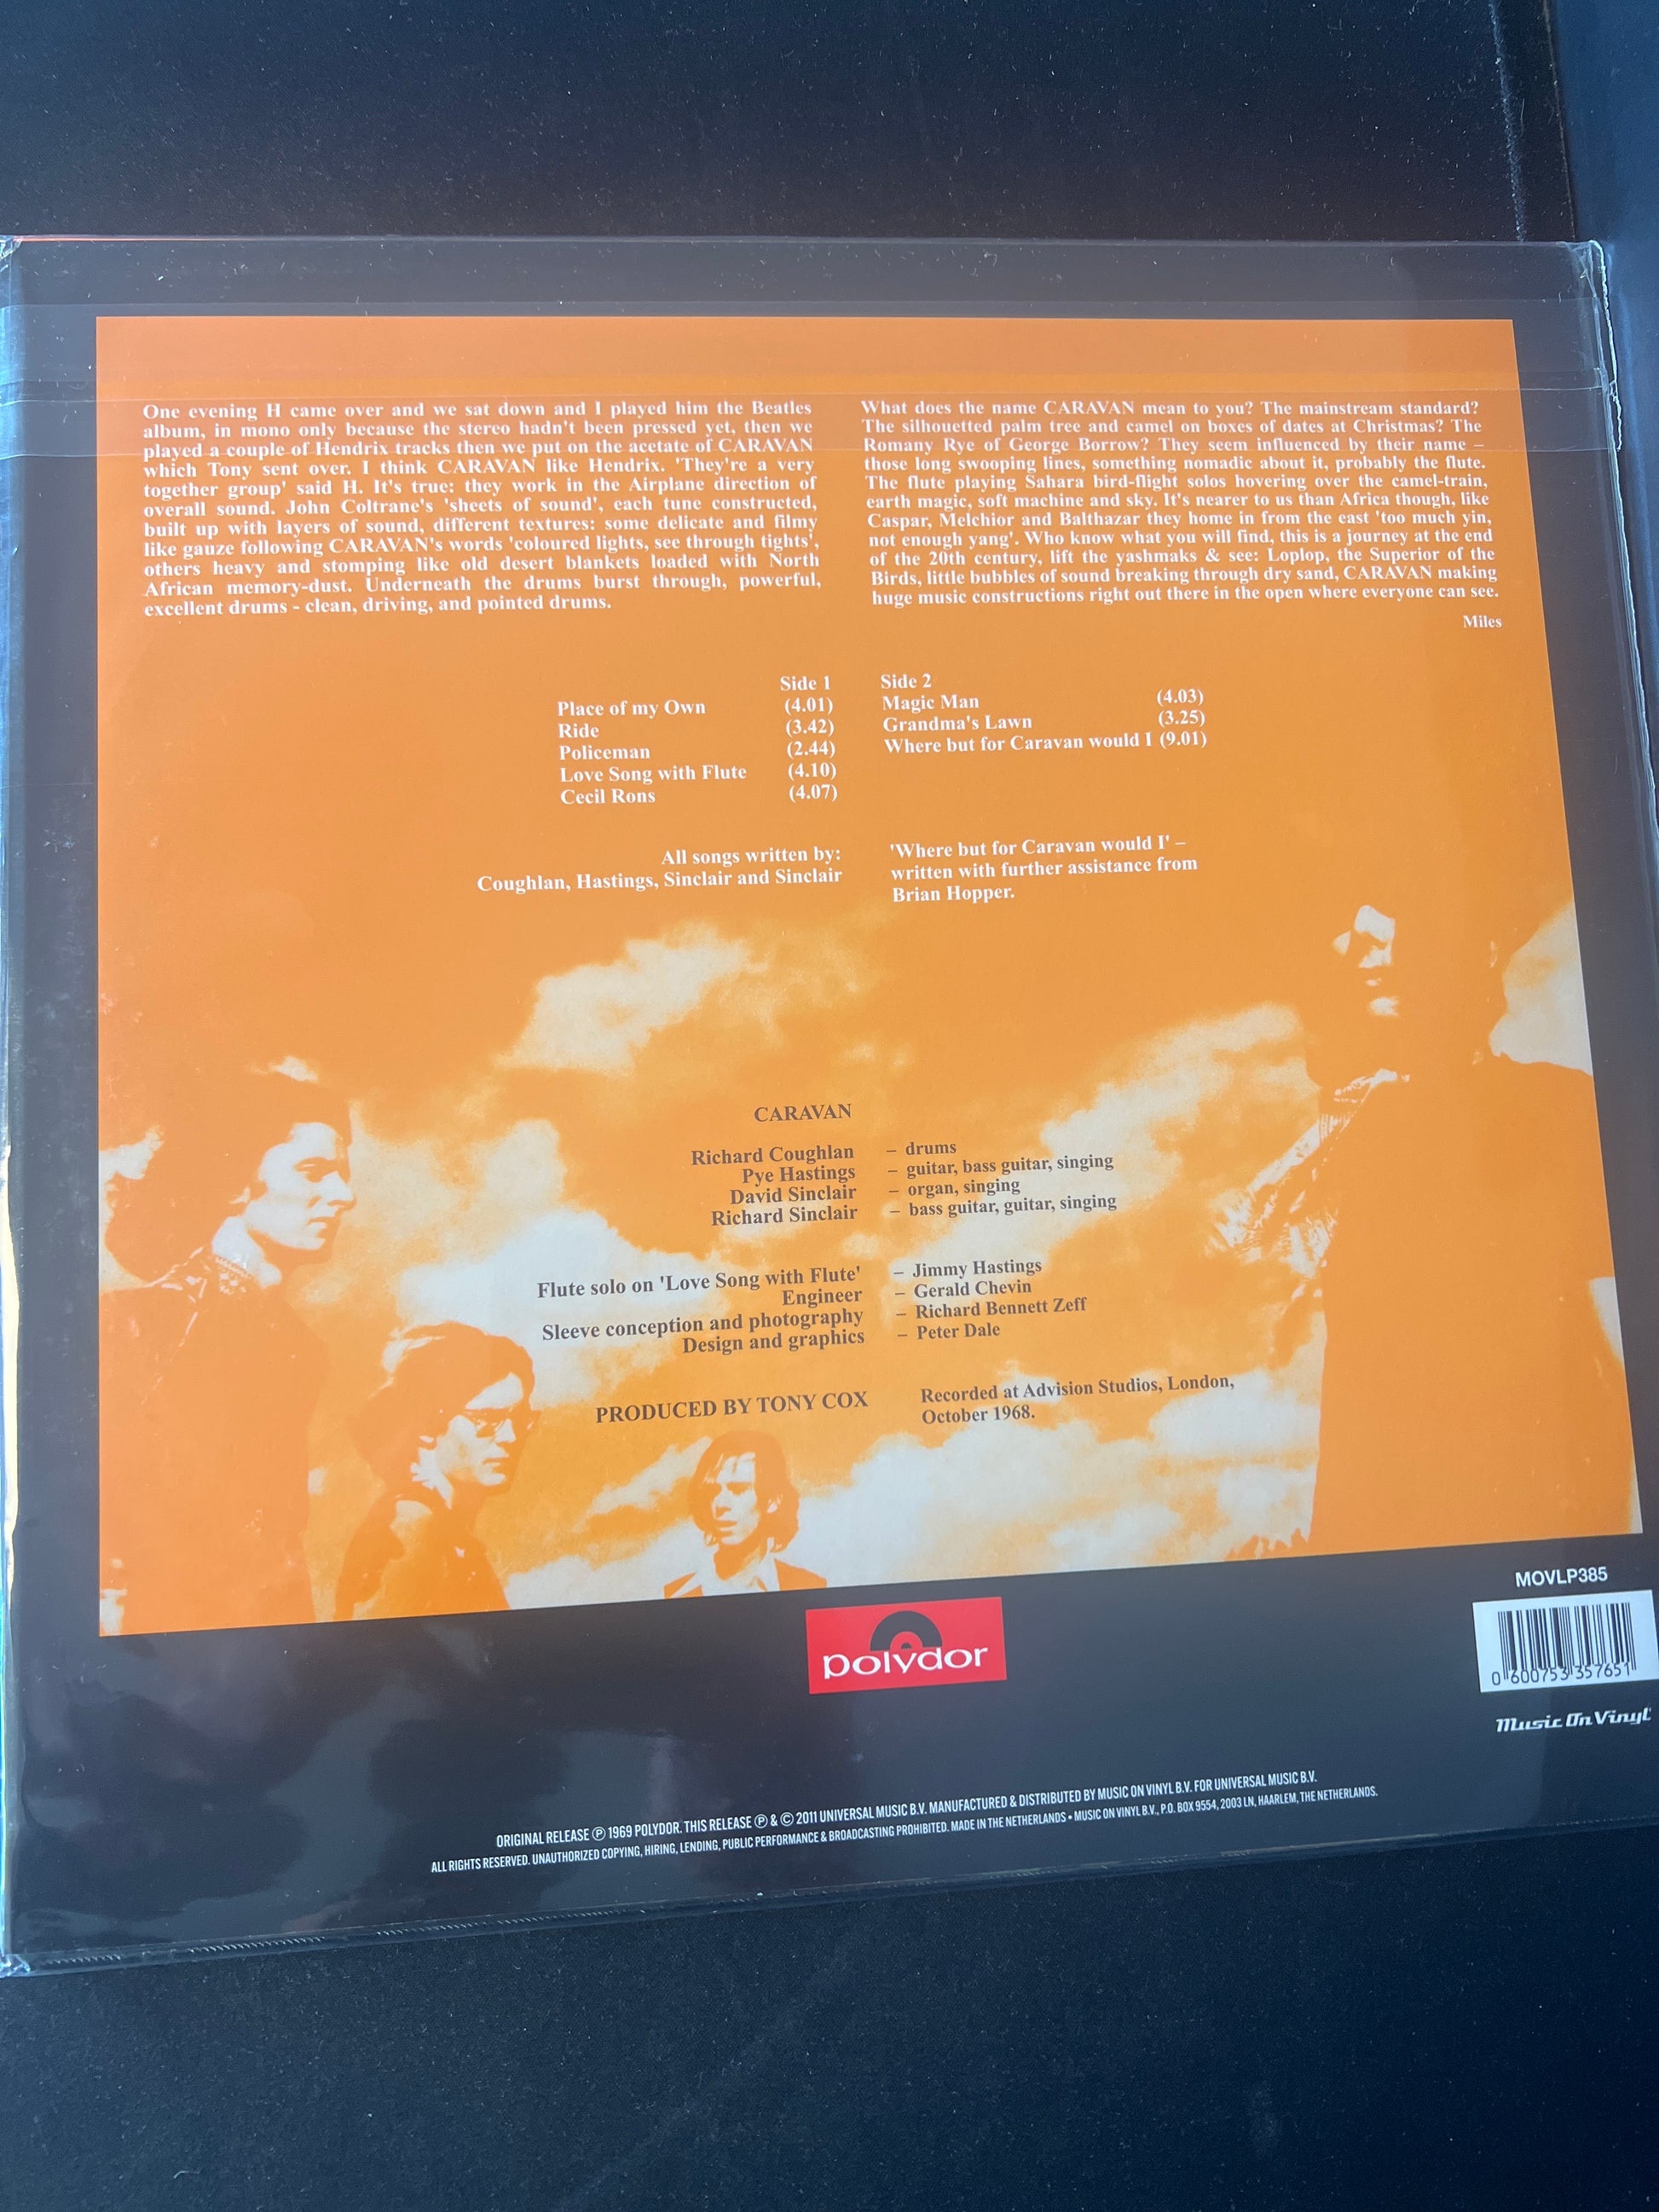 One evening H came over and we sat down and I played him the Beatles
album, in mono only because the stereo hadn't been pressed yet, then we
played a couple of Hendrix tracks then we put on the acetate of CARAVAN
which Tony sent over. I think CARAVAN like Hendrix. 'They're a very
together group' said H. It's true: they work in the Airplane direction of
overall sound. John Coltrane's 'sheets of sound', each tune constructed,
built up with layers of sound, different textures: some delicate and filmy
like gauze following CARAVAN's words 'coloured lights, see through tights',
others heavy and stomping like old desert blankets loaded with North
African memory-dust. Underneath the drums burst through, powerful,
excellent drums - clean, driving, and pointed drums.
What does the name CARAVAN mean to you? The mainstream standard?
The silhouetted palm tree and camel on boxes of dates at Christmas? The
Romany Rye of George Borrow? They seem influenced by their name –
those long swooping lines, something nomadic about it, probably the flute.
The flute playing Sahara bird-flight solos hovering over the camel-train,
earth magic, soft machine and sky. It's nearer to us than Africa though, like
Caspar, Melchior and Balthazar they home in from the east 'too much yin,
not enough yang'. Who know what you will find, this is a journey at the end
of the 20th century, lift the yashmaks & see: Loplop, the Superior of the
Birds, little bubbles of sound breaking through dry sand, CARAVAN making
huge music constructions right out there in the open where everyone can see.
Miles
Side 1
Place of my Own (4.01)
Ride (3.42)
Policeman (2.44)
Love Song with Flute (4.10)
Cecil Rons (4.07)
Side 2
Magic Man (4.03)
Grandma's Lawn (3.25)
Where but for Caravan would I (9.01)
All songs written by:
Coughlan, Hastings, Sinclair and Sinclair
'Where but for Caravan would I' –
written with further assistance from
Brian Hopper.
CARAVAN
Richard Coughlan – drums
Pye Hastings – guitar, bass guitar, singing
David Sinclair – organ, singing
Richard Sinclair – bass guitar, guitar, singing
Flute solo on 'Love Song with Flute' – Jimmy Hastings
Engineer – Gerald Chevin
Sleeve conception and photography – Richard Bennett Zeff
Design and graphics – Peter Dale
PRODUCED BY TONY COX
Recorded at Advision Studios, London,
October 1968.
polydor
MOVLP385
0 600753 357651
Music On Vinyl
ORIGINAL RELEASE ℗ 1969 POLYDOR. THIS RELEASE ℗ & © 2011 UNIVERSAL MUSIC B.V. MANUFACTURED & DISTRIBUTED BY MUSIC ON VINYL B.V. FOR UNIVERSAL MUSIC B.V.
ALL RIGHTS RESERVED. UNAUTHORIZED COPYING, HIRING, LENDING, PUBLIC PERFORMANCE & BROADCASTING PROHIBITED. MADE IN THE NETHERLANDS • MUSIC ON VINYL B.V., P.O. BOX 9554, 2003 LN, HAARLEM, THE NETHERLANDS.